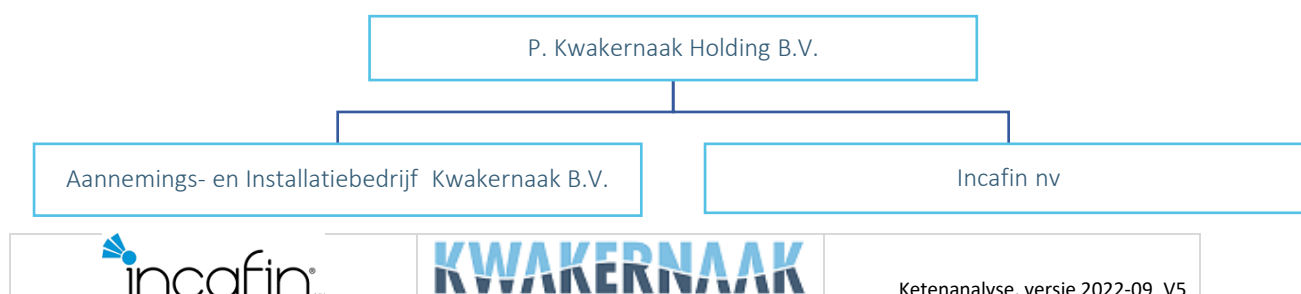 P. Kwakernaak Holding B.V.
Aannemings- en Installatiebedrijf Kwakernaak B.V.
Incafin nv
incafin®
KWAKERNAAK
Ketenanalyse, versie 2022-09, V5